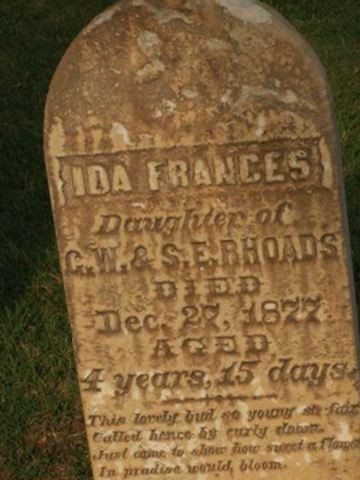 IDA FRANCES
Daughter of
G. W. & S. E. RHOADS
DIED
Dec. 27, 1877
AGED
4 years, 15 days.
This lovely bud so young so fair
Called hence by early doom.
Just came to show how sweet a flower
In pradise would, bloom.